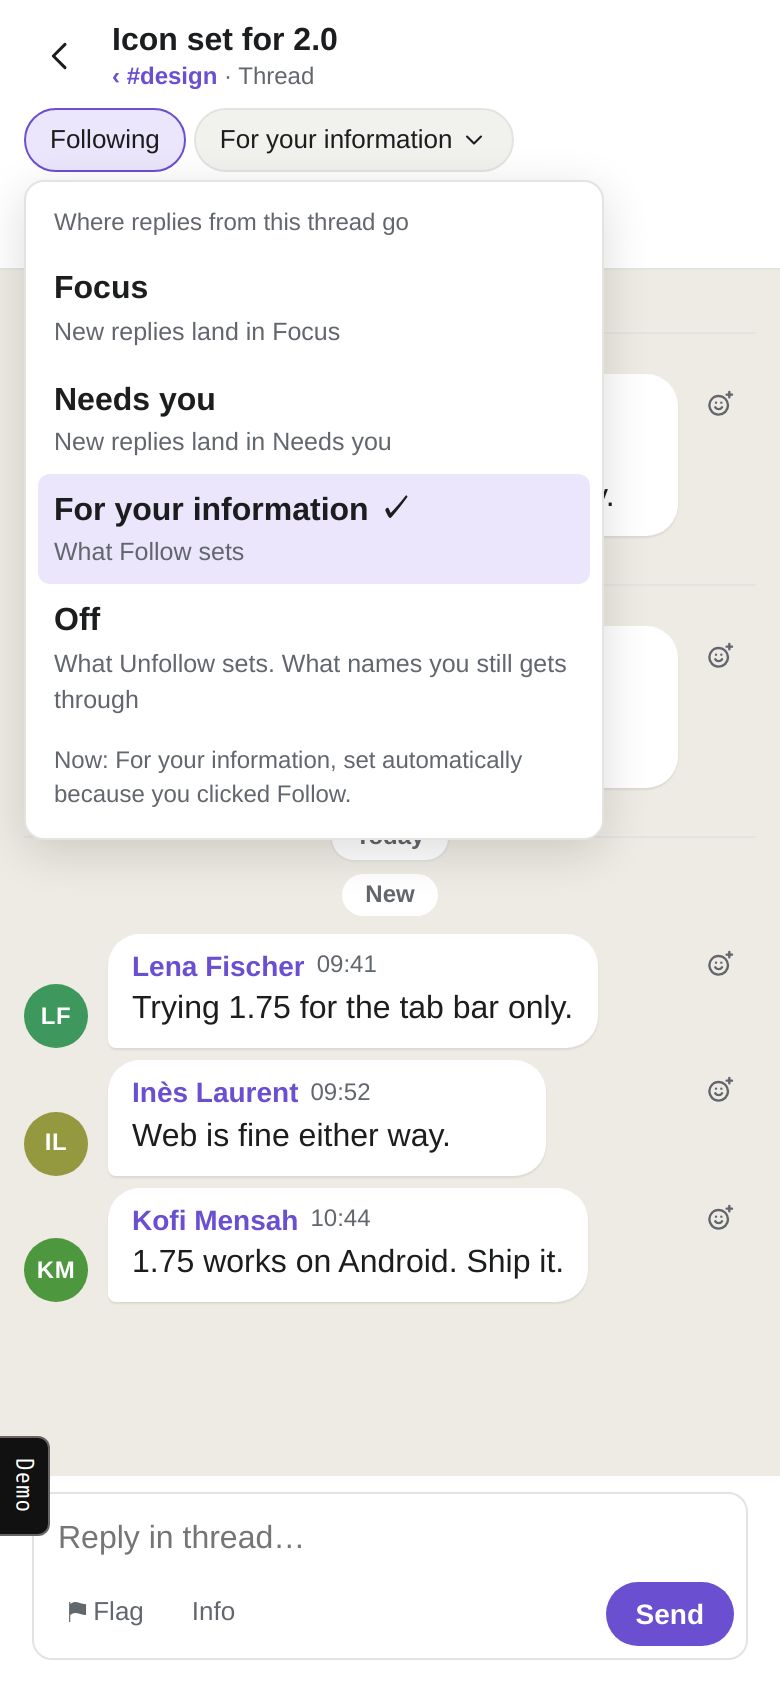 Icon set for 2.0
‹ #design · Thread
Following
For your information
Where replies from this thread go
Focus
New replies land in Focus
Needs you
New replies land in Needs you
For your information ✓
What Follow sets
Off
What Unfollow sets. What names you still gets
through
Now: For your information, set automatically
because you clicked Follow.
Today
New
Lena Fischer 09:41
LF
Trying 1.75 for the tab bar only.
Inès Laurent 09:52
IL
Web is fine either way.
Kofi Mensah 10:44
KM
1.75 works on Android. Ship it.
Demo
Reply in thread…
Flag
Info
Send